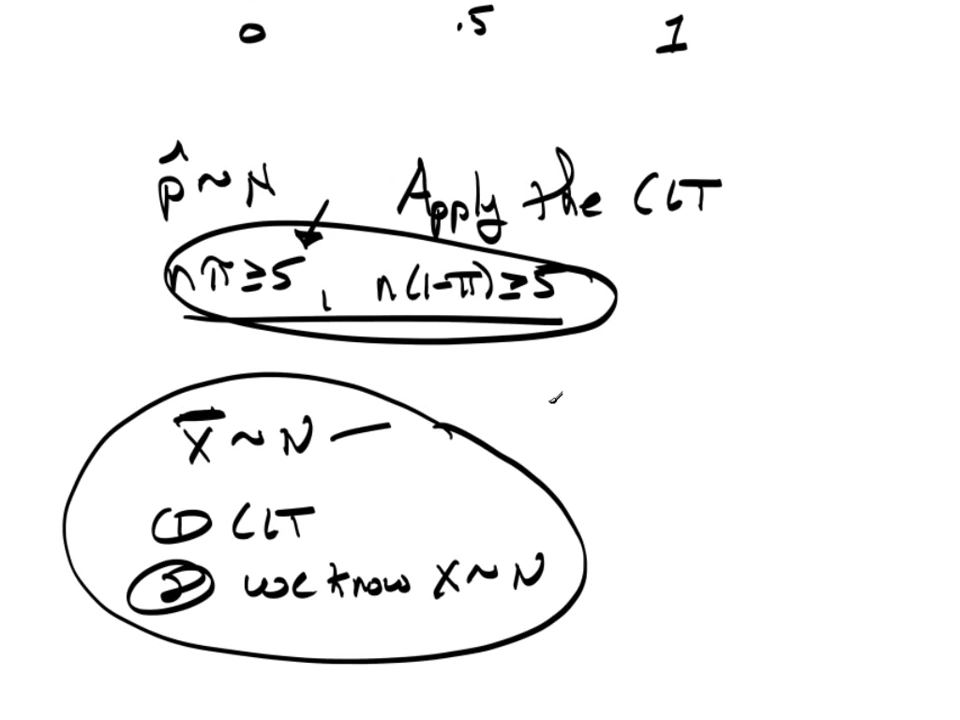 0 .5 1
p̂ ~ N Apply the CLT
nπ ≥ 5, n(1-π) ≥ 5
X̄ ~ N —
① CLT
② we know X ~ N